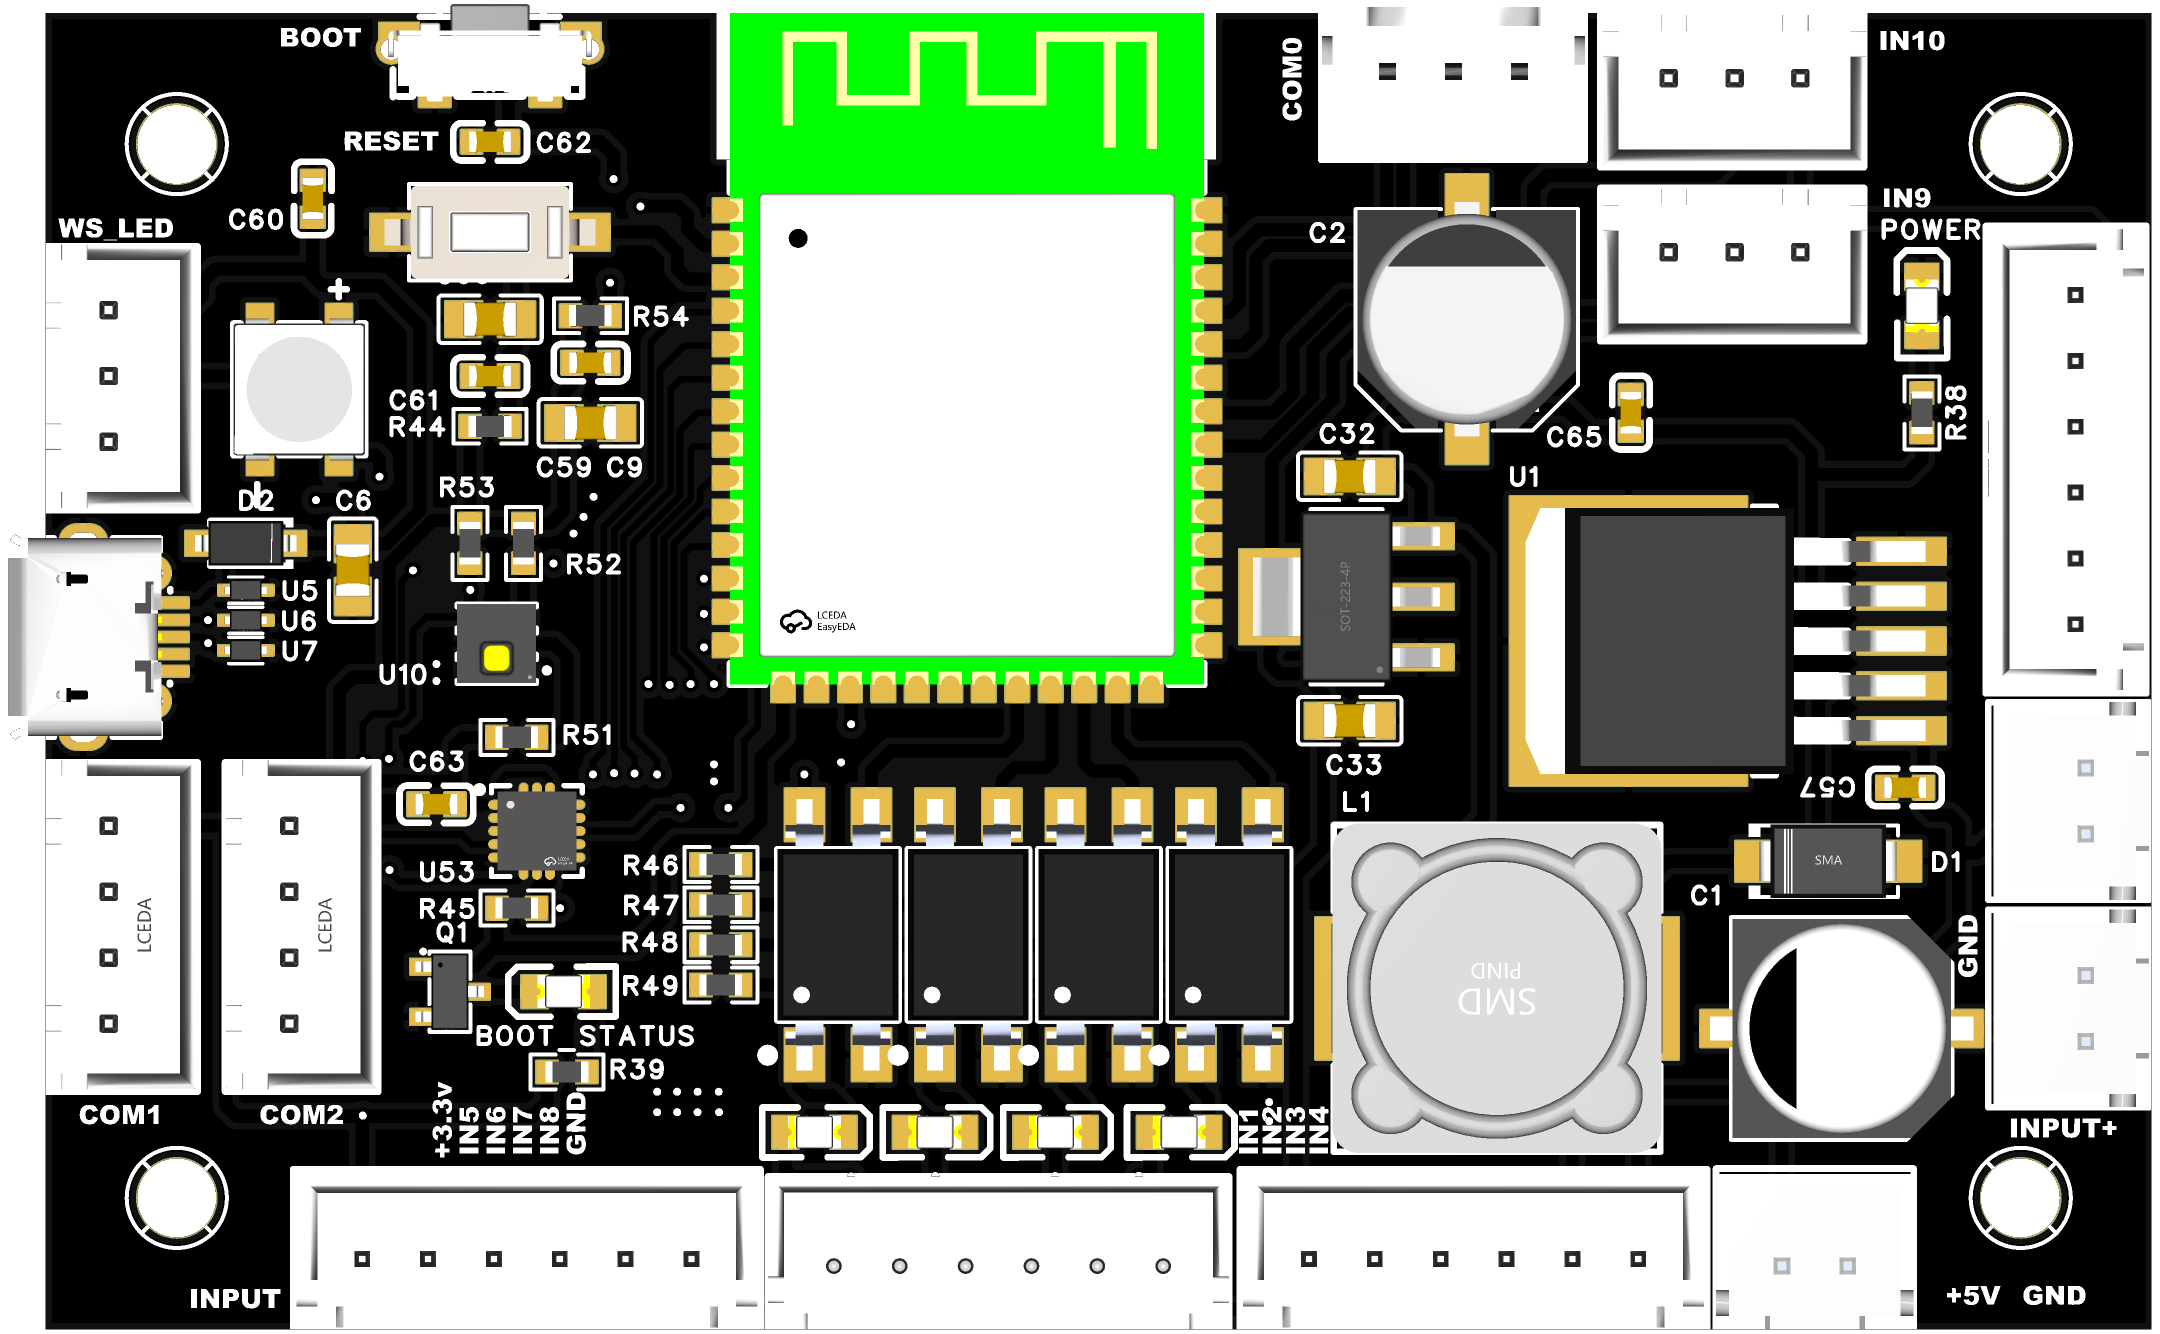 BOOT
COM0
IN10
RESET
C62
C60
WS_LED
IN9
POWER
C2
+
R54
C61
R44
C59 C9
R38
C65
C32
U1
R53
D2
C6
R52
U5
U6
U7
U10
SOT-223-4P
LCEDA
EasyEDA
R51
C63
C33
C57
L1
U53
LCEDA
R46
R45
R47
Q1
R48
R49
LCEDA
LCEDA
SMA
D1
C1
GND
PIND
SMD
BOOT STATUS
R39
COM1
COM2
+3.3v
IN5
IN6
IN7
IN8
GND
IN1
IN2
IN3
IN4
INPUT+
INPUT
+5V GND